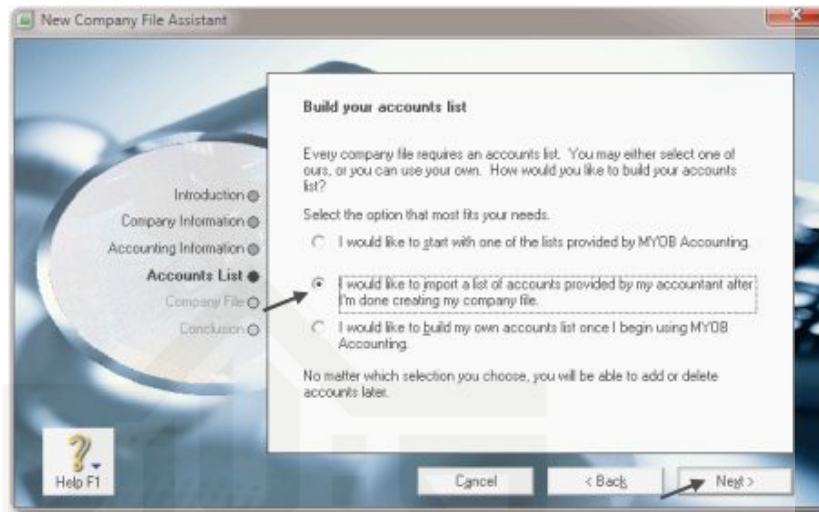 New Company File Assistant
Build your accounts list
Every company file requires an accounts list. You may either select one of
ours, or you can use your own. How would you like to build your accounts
list?
Select the option that most fits your needs.
I would like to start with one of the lists provided by MYOB Accounting.
I would like to import a list of accounts provided by my accountant after
I'm done creating my company file.
I would like to build my own accounts list once I begin using MYOB
Accounting.
No matter which selection you choose, you will be able to add or delete
accounts later.
Introduction
Company Information
Accounting Information
Accounts List
Company File
Conclusion
Help F1
Cancel
< Back
Next >